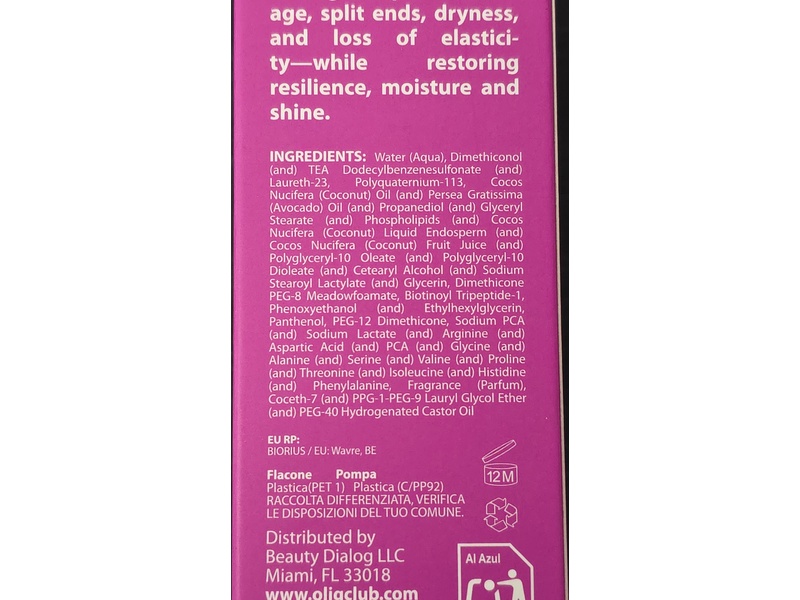 age, split ends, dryness,
and loss of elastici-
ty—while restoring
resilience, moisture and
shine.
INGREDIENTS: Water (Aqua), Dimethiconol
(and) TEA Dodecylbenzenesulfonate (and)
Laureth-23, Polyquaternium-113, Cocos
Nucifera (Coconut) Oil (and) Persea Gratissima
(Avocado) Oil (and) Propanediol (and) Glyceryl
Stearate (and) Phospholipids (and) Cocos
Nucifera (Coconut) Liquid Endosperm (and)
Cocos Nucifera (Coconut) Fruit Juice (and)
Polyglyceryl-10 Oleate (and) Polyglyceryl-10
Dioleate (and) Cetearyl Alcohol (and) Sodium
Stearoyl Lactylate (and) Glycerin, Dimethicone
PEG-8 Meadowfoamate, Biotinoyl Tripeptide-1,
Phenoxyethanol (and) Ethylhexylglycerin,
Panthenol, PEG-12 Dimethicone, Sodium PCA
(and) Sodium Lactate (and) Arginine (and)
Aspartic Acid (and) PCA (and) Glycine (and)
Alanine (and) Serine (and) Valine (and) Proline
(and) Threonine (and) Isoleucine (and) Histidine
(and) Phenylalanine, Fragrance (Parfum),
Coceth-7 (and) PPG-1-PEG-9 Lauryl Glycol Ether
(and) PEG-40 Hydrogenated Castor Oil
EU RP:
BIORIUS / EU: Wavre, BE
12M
Flacone Pompa
Plastica(PET 1) Plastica (C/PP92)
RACCOLTA DIFFERENZIATA, VERIFICA
LE DISPOSIZIONI DEL TUO COMUNE.
Distributed by
Beauty Dialog LLC
Miami, FL 33018
www.oliqclub.com
Al Azul